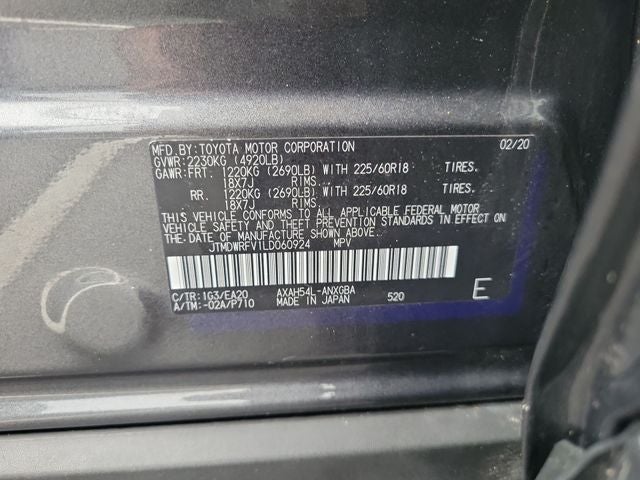 MFD.BY:TOYOTA MOTOR CORPORATION 02/20
GVWR:2230KG (4920LB)
GAWR:FRT. 1220KG (2690LB) WITH 225/60R18 TIRES.
18X7J RIMS.
RR. 1220KG (2690LB) WITH 225/60R18 TIRES.
18X7J RIMS.
THIS VEHICLE CONFORMS TO ALL APPLICABLE FEDERAL MOTOR
VEHICLE SAFETY AND THEFT PREVENTION STANDARDS IN EFFECT ON
THE DATE OF MANUFACTURE SHOWN ABOVE.
JTMDWRFV1LD060924 MPV
C/TR:1G3/EA20 AXAH54L-ANXGBA
A/TM:-02A/P710 MADE IN JAPAN 520 E